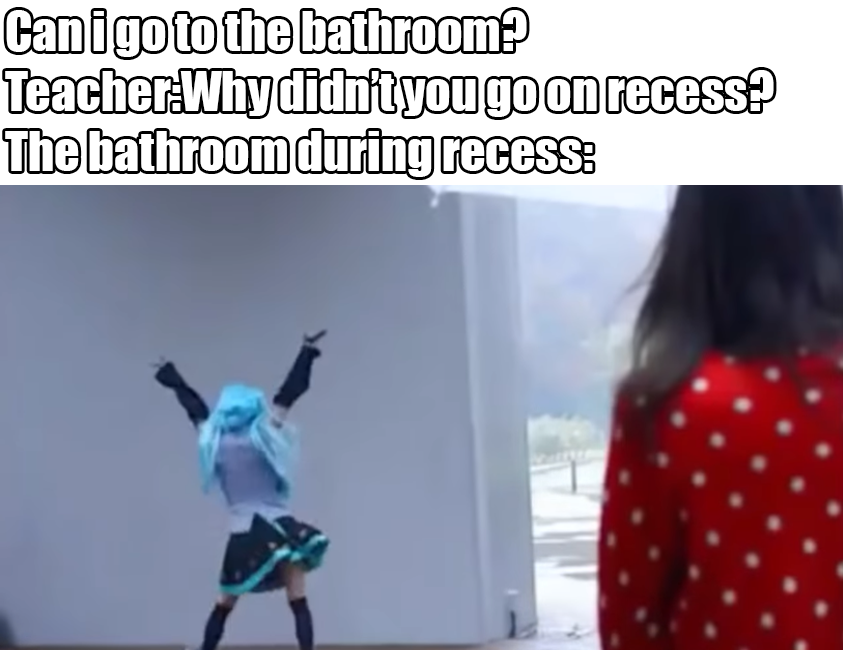 Can i go to the bathroom?
Teacher:Why didn't you go on recess?
The bathroom during recess: